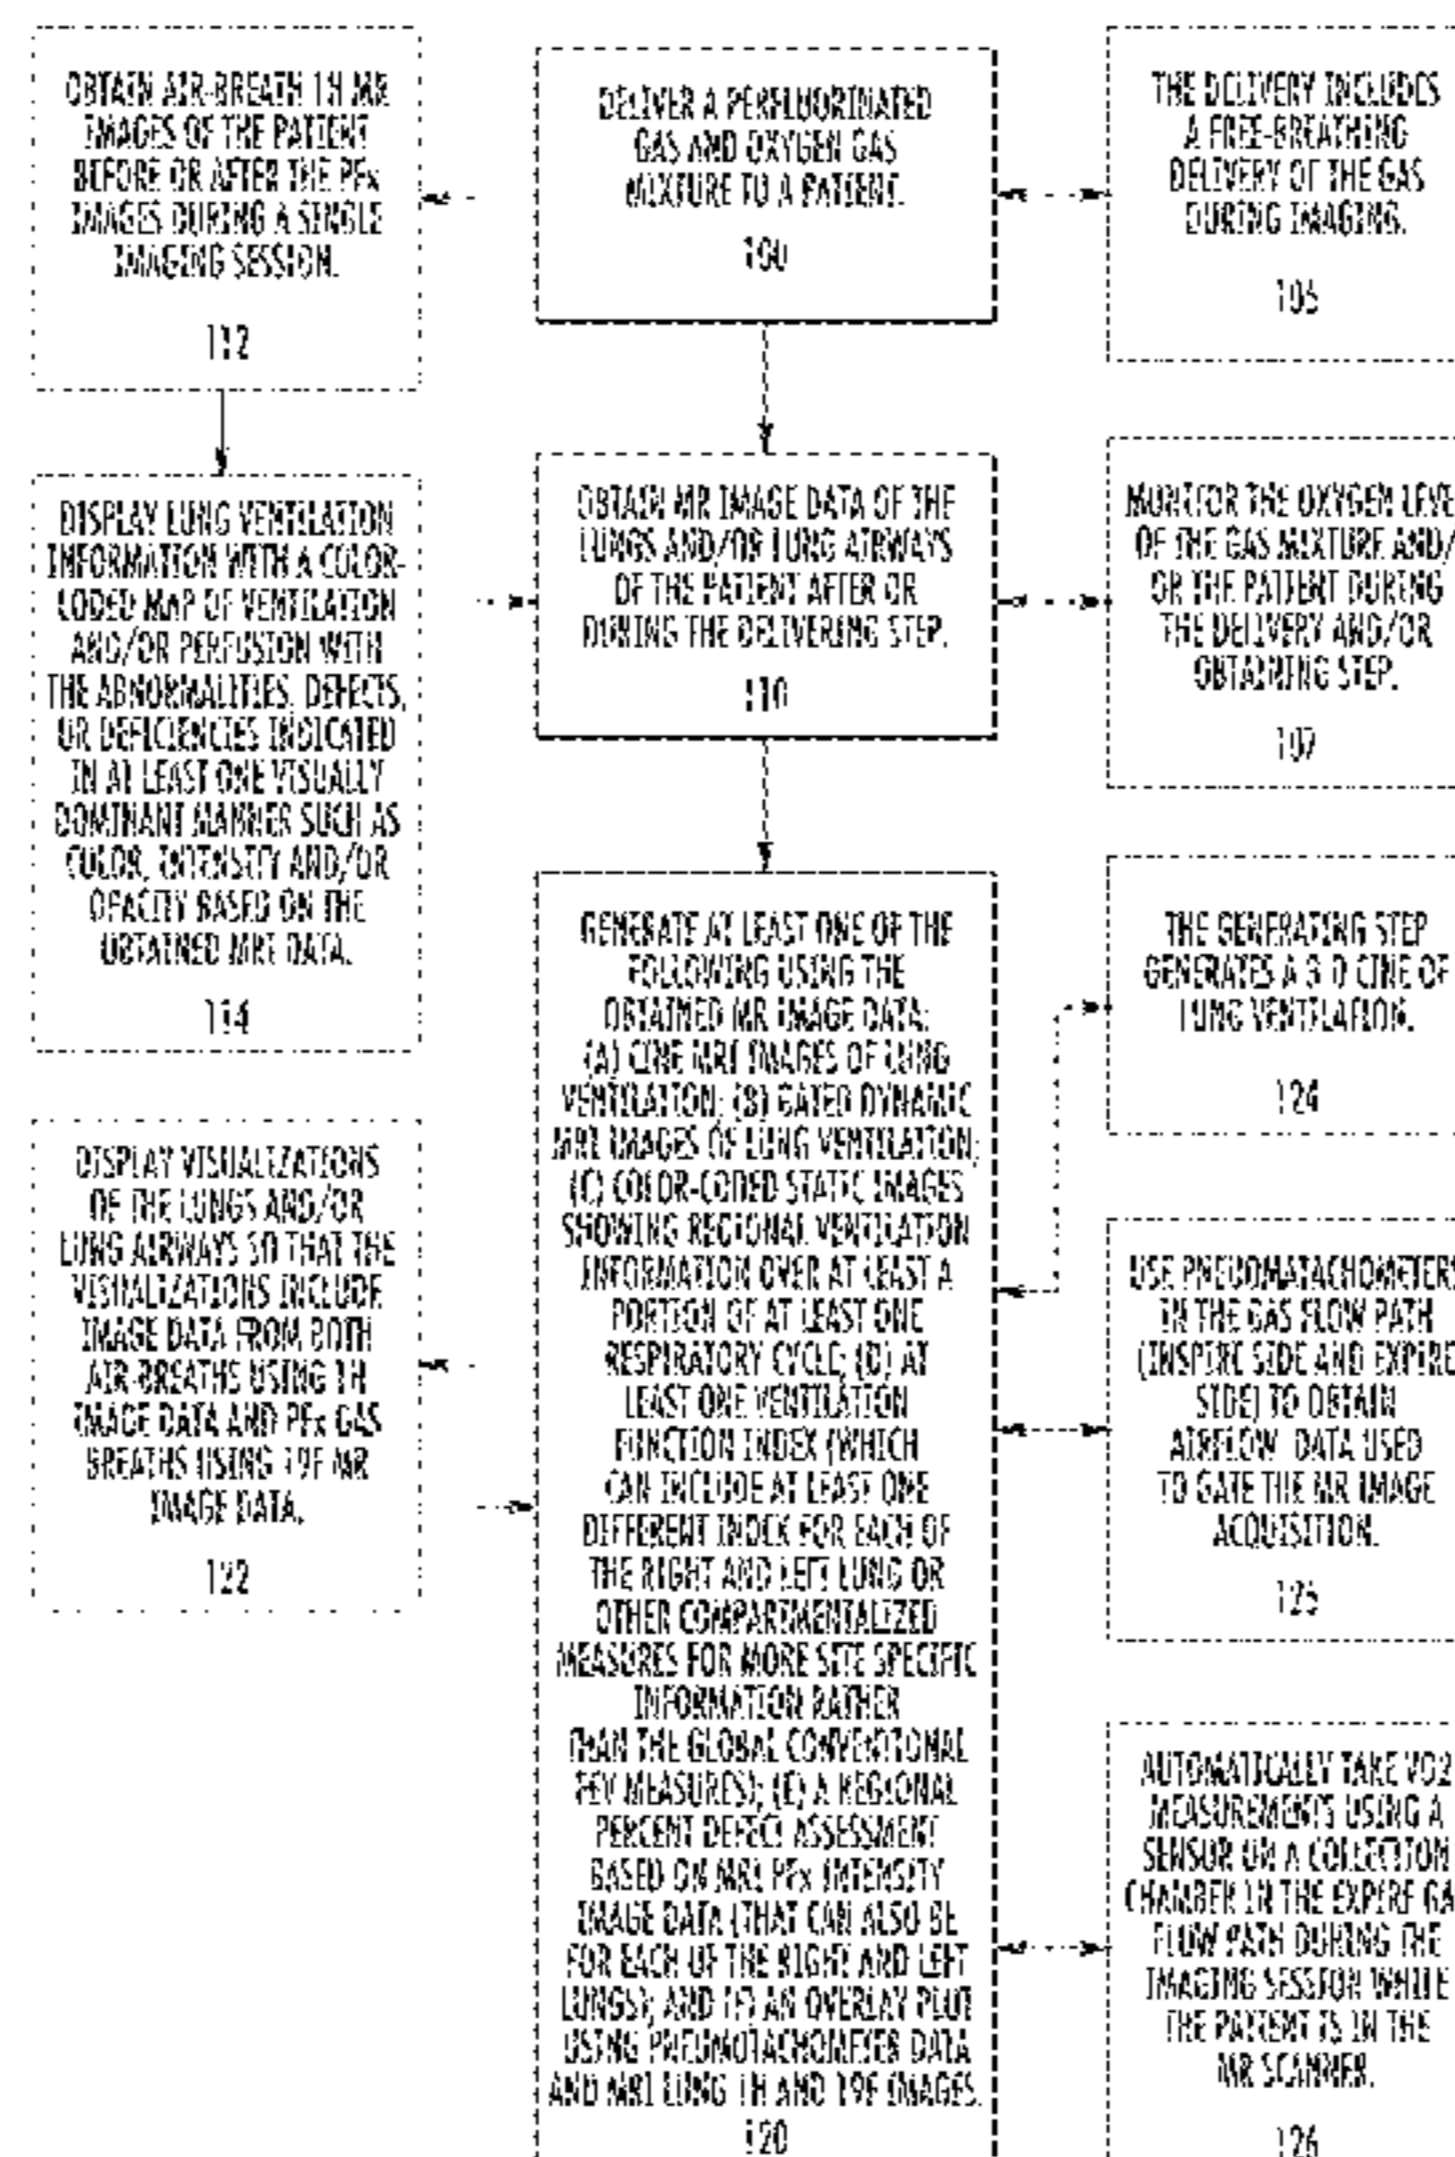 OBTAIN AIR-BREATH 1H MR
IMAGES OF THE PATIENT
BEFORE OR AFTER THE PFx
IMAGES DURING A SINGLE
IMAGING SESSION.
112
DISPLAY LUNG VENTILATION
INFORMATION WITH A COLOR-
CODED MAP OF VENTILATION
AND/OR PERFUSION WITH
THE ABNORMALITIES, DEFECTS,
OR DEFICIENCIES INDICATED
IN AT LEAST ONE VISUALLY
DOMINANT MANNER SUCH AS
COLOR, INTENSITY AND/OR
OPACITY BASED ON THE
OBTAINED MRI DATA.
114
DISPLAY VISUALIZATIONS
OF THE LUNGS AND/OR
LUNG AIRWAYS SO THAT THE
VISUALIZATIONS INCLUDE
IMAGE DATA FROM BOTH
AIR-BREATHS USING 1H
IMAGE DATA AND PFx GAS
BREATHS USING 19F MR
IMAGE DATA.
122
DELIVER A PERFLUORINATED
GAS AND OXYGEN GAS
MIXTURE TO A PATIENT.
100
OBTAIN MR IMAGE DATA OF THE
LUNGS AND/OR LUNG AIRWAYS
OF THE PATIENT AFTER OR
DURING THE DELIVERING STEP.
110
GENERATE AT LEAST ONE OF THE
FOLLOWING USING THE
OBTAINED MR IMAGE DATA:
(A) CINE MRI IMAGES OF LUNG
VENTILATION; (B) GATED DYNAMIC
MRI IMAGES OF LUNG VENTILATION;
(C) COLOR-CODED STATIC IMAGES
SHOWING REGIONAL VENTILATION
INFORMATION OVER AT LEAST A
PORTION OF AT LEAST ONE
RESPIRATORY CYCLE; (D) AT
LEAST ONE VENTILATION
FUNCTION INDEX (WHICH
CAN INCLUDE AT LEAST ONE
DIFFERENT INDEX FOR EACH OF
THE RIGHT AND LEFT LUNG OR
OTHER COMPARTMENTALIZED
MEASURES FOR MORE SITE SPECIFIC
INFORMATION RATHER
THAN THE GLOBAL CONVENTIONAL
FEV MEASURES); (E) A REGIONAL
PERCENT DEFECT ASSESSMENT
BASED ON MRI PFx INTENSITY
IMAGE DATA (THAT CAN ALSO BE
FOR EACH OF THE RIGHT AND LEFT
LUNGS); AND (F) AN OVERLAY PLOT
USING PNEUMOTACHOMETER DATA
AND MRI LUNG 1H AND 19F IMAGES.
120
THE DELIVERY INCLUDES
A FREE-BREATHING
DELIVERY OF THE GAS
DURING IMAGING.
MONITOR THE OXYGEN LEVE
OF THE GAS MIXTURE AND/
OR THE PATIENT DURING
THE DELIVERY AND/OR
OBTAINING STEP.
107
THE GENERATING STEP
GENERATES A 3-D CINE OF
LUNG VENTILATION.
124
USE PNEUOMATACHOMETERS
IN THE GAS FLOW PATH
(INSPIRE SIDE AND EXPIRE
SIDE) TO OBTAIN
AIRFLOW DATA USED
TO GATE THE MR IMAGE
ACQUISITION.
125
AUTOMATICALLY TAKE VO2
MEASUREMENTS USING A
SENSOR ON A COLLECTION
CHAMBER IN THE EXPIRE GA
FLOW PATH DURING THE
IMAGING SESSION WHILE
THE PATIENT IS IN THE
MR SCANNER.
126